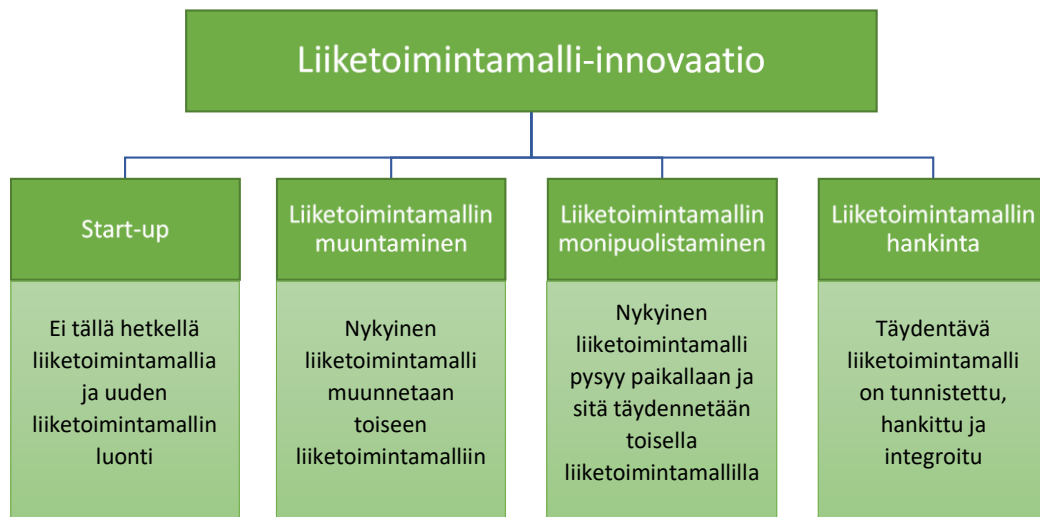 Liiketoimintamalli-innovaatio
Start-up
Ei tällä hetkellä
liiketoimintamallia
ja uuden
liiketoimintamallin
luonti
Liiketoimintamallin
muuntaminen
Nykyinen
liiketoimintamalli
muunnetaan
toiseen
liiketoimintamalliin
Liiketoimintamallin
monipuolistaminen
Nykyinen
liiketoimintamalli
pysyy paikallaan ja
sitä täydennetään
toisella
liiketoimintamallilla
Liiketoimintamallin
hankinta
Täydentävä
liiketoimintamalli
on tunnistettu,
hankittu ja
integroitu